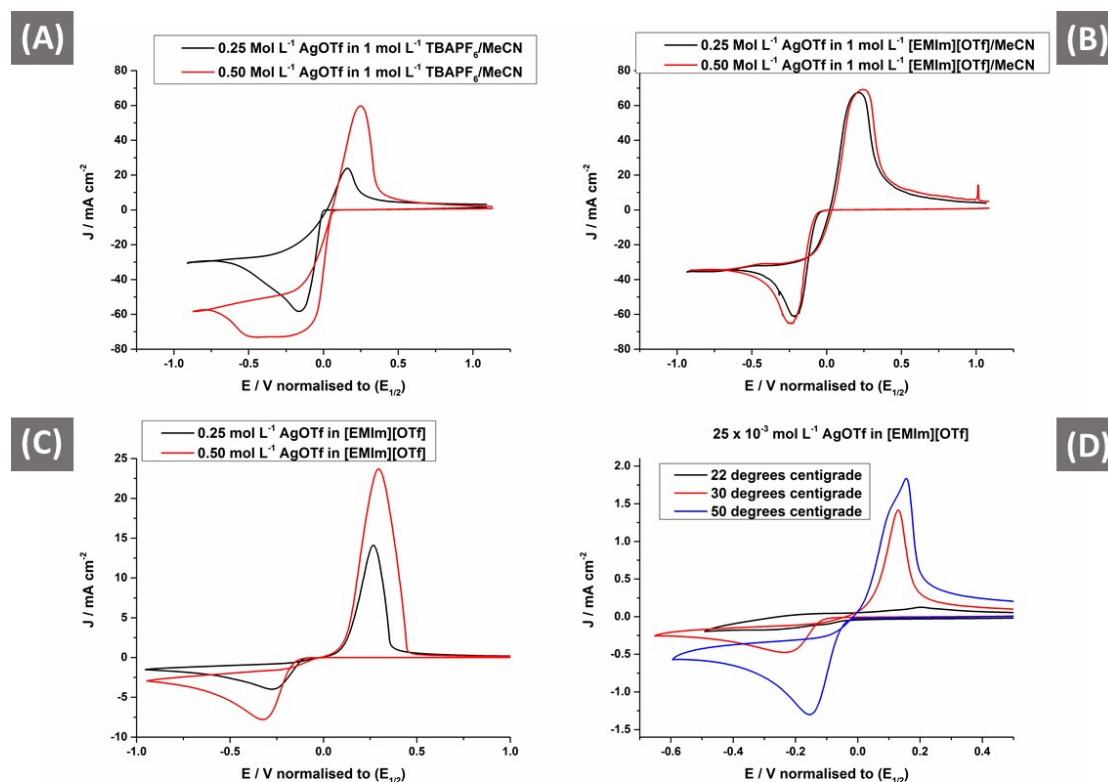 (A)
0.25 Mol L⁻¹ AgOTf in 1 mol L⁻¹ TBAPF₆/MeCN
0.50 Mol L⁻¹ AgOTf in 1 mol L⁻¹ TBAPF₆/MeCN
80
60
40
20
0
-20
-40
-60
-80
J / mA cm⁻²
-1.0 -0.5 0.0 0.5 1.0
E / V normalised to (E₁/₂)
(B)
0.25 Mol L⁻¹ AgOTf in 1 mol L⁻¹ [EMIm][OTf]/MeCN
0.50 Mol L⁻¹ AgOTf in 1 mol L⁻¹ [EMIm][OTf]/MeCN
80
60
40
20
0
-20
-40
-60
-80
J / mA cm⁻²
-1.0 -0.5 0.0 0.5 1.0
E / V normalised to (E₁/₂)
(C)
0.25 mol L⁻¹ AgOTf in [EMIm][OTf]
0.50 mol L⁻¹ AgOTf in [EMIm][OTf]
25
20
15
10
5
0
-5
-10
J / mA cm⁻²
-1.0 -0.5 0.0 0.5 1.0
E / V normalised to (E₁/₂)
(D)
25 x 10⁻³ mol L⁻¹ AgOTf in [EMIm][OTf]
22 degrees centigrade
30 degrees centigrade
50 degrees centigrade
2.0
1.5
1.0
0.5
0.0
-0.5
-1.0
-1.5
J / mA cm⁻²
-0.6 -0.4 -0.2 0.0 0.2 0.4
E / V normalised to (E₁/₂)